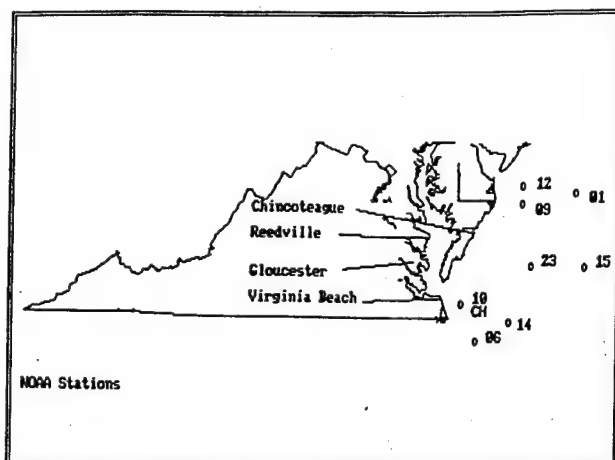 12
01
Chincoteague
09
Reedville
Gloucester
23
15
Virginia Beach
10
CH
14
06
NOAA Stations